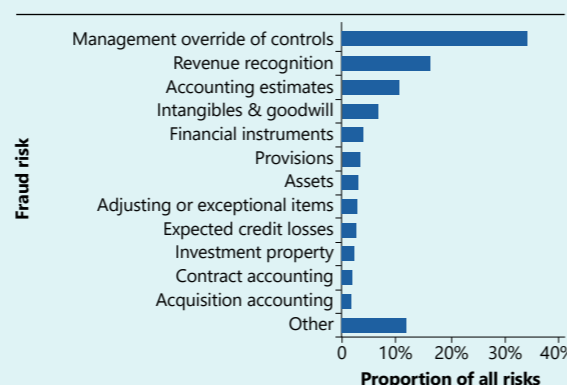 Fraud risk
Management override of controls
Revenue recognition
Accounting estimates
Intangibles & goodwill
Financial instruments
Provisions
Assets
Adjusting or exceptional items
Expected credit losses
Investment property
Contract accounting
Acquisition accounting
Other
0 10% 20% 30% 40%
Proportion of all risks